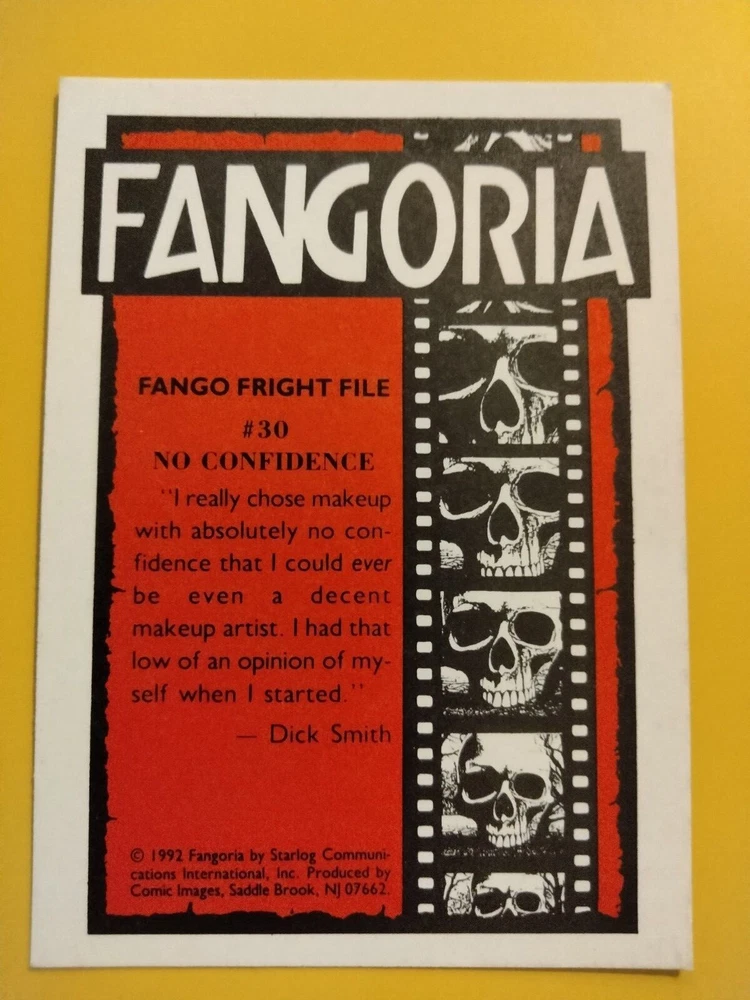 FANGORIA
FANGO FRIGHT FILE
#30
NO CONFIDENCE
"I really chose makeup
with absolutely no con-
fidence that I could ever
be even a decent
makeup artist. I had that
low of an opinion of my-
self when I started."
— Dick Smith
© 1992 Fangoria by Starlog Communi-
cations International, Inc. Produced by
Comic Images, Saddle Brook, NJ 07662.